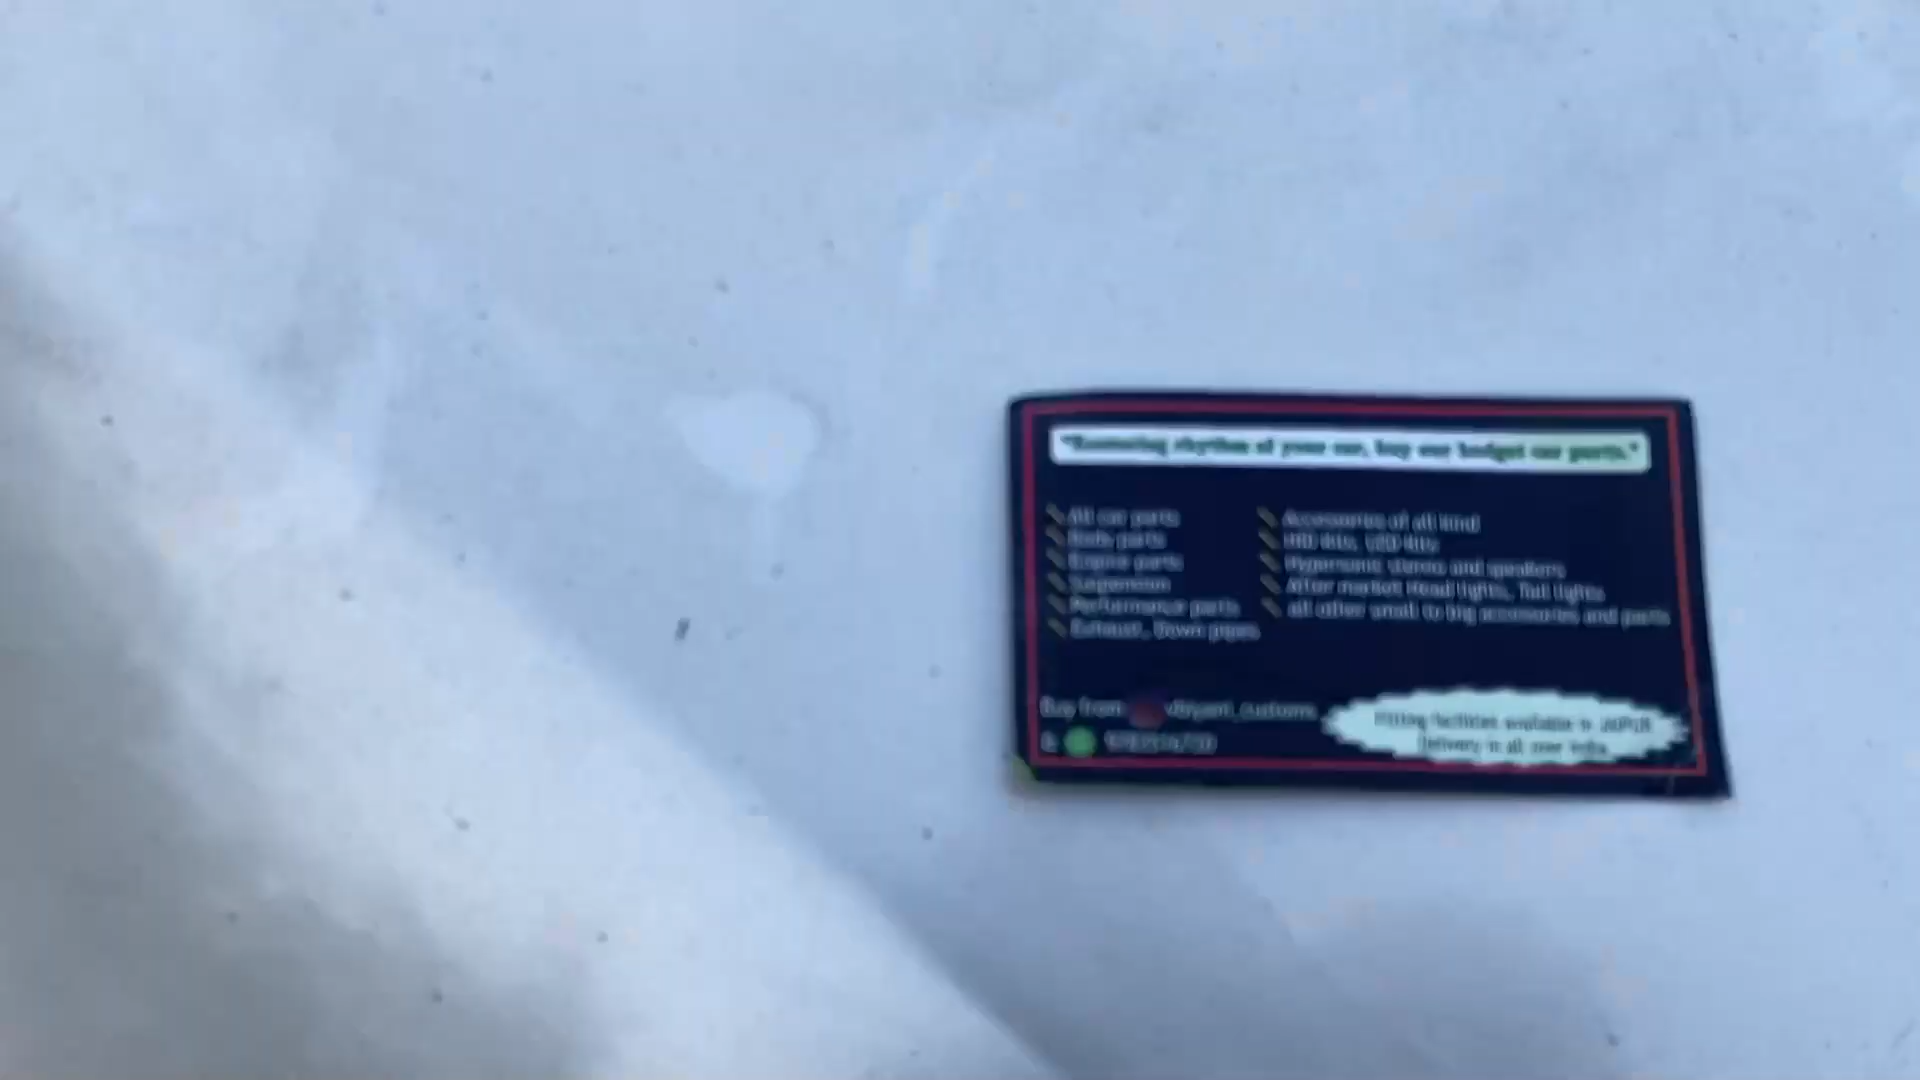 "Restoring rhythm of your car, buy our budget car parts."
All car parts
Body parts
Engine parts
Suspension
Performance parts
Exhaust, Down pipes
Accessories of all kind
HID kits, LED kits
Hypersonic stereo and speakers
After market Head lights, Tail lights
all other small to big accessories and parts
Buy from
&
Fitting facilities available in JAIPUR
Delivery in all over India